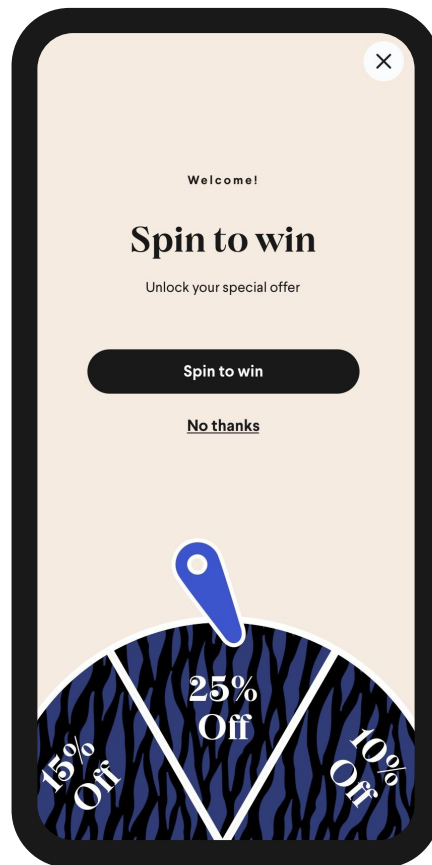 Welcome!
Spin to win
Unlock your special offer
Spin to win
No thanks
25%
Off
15%
Off
10%
Off